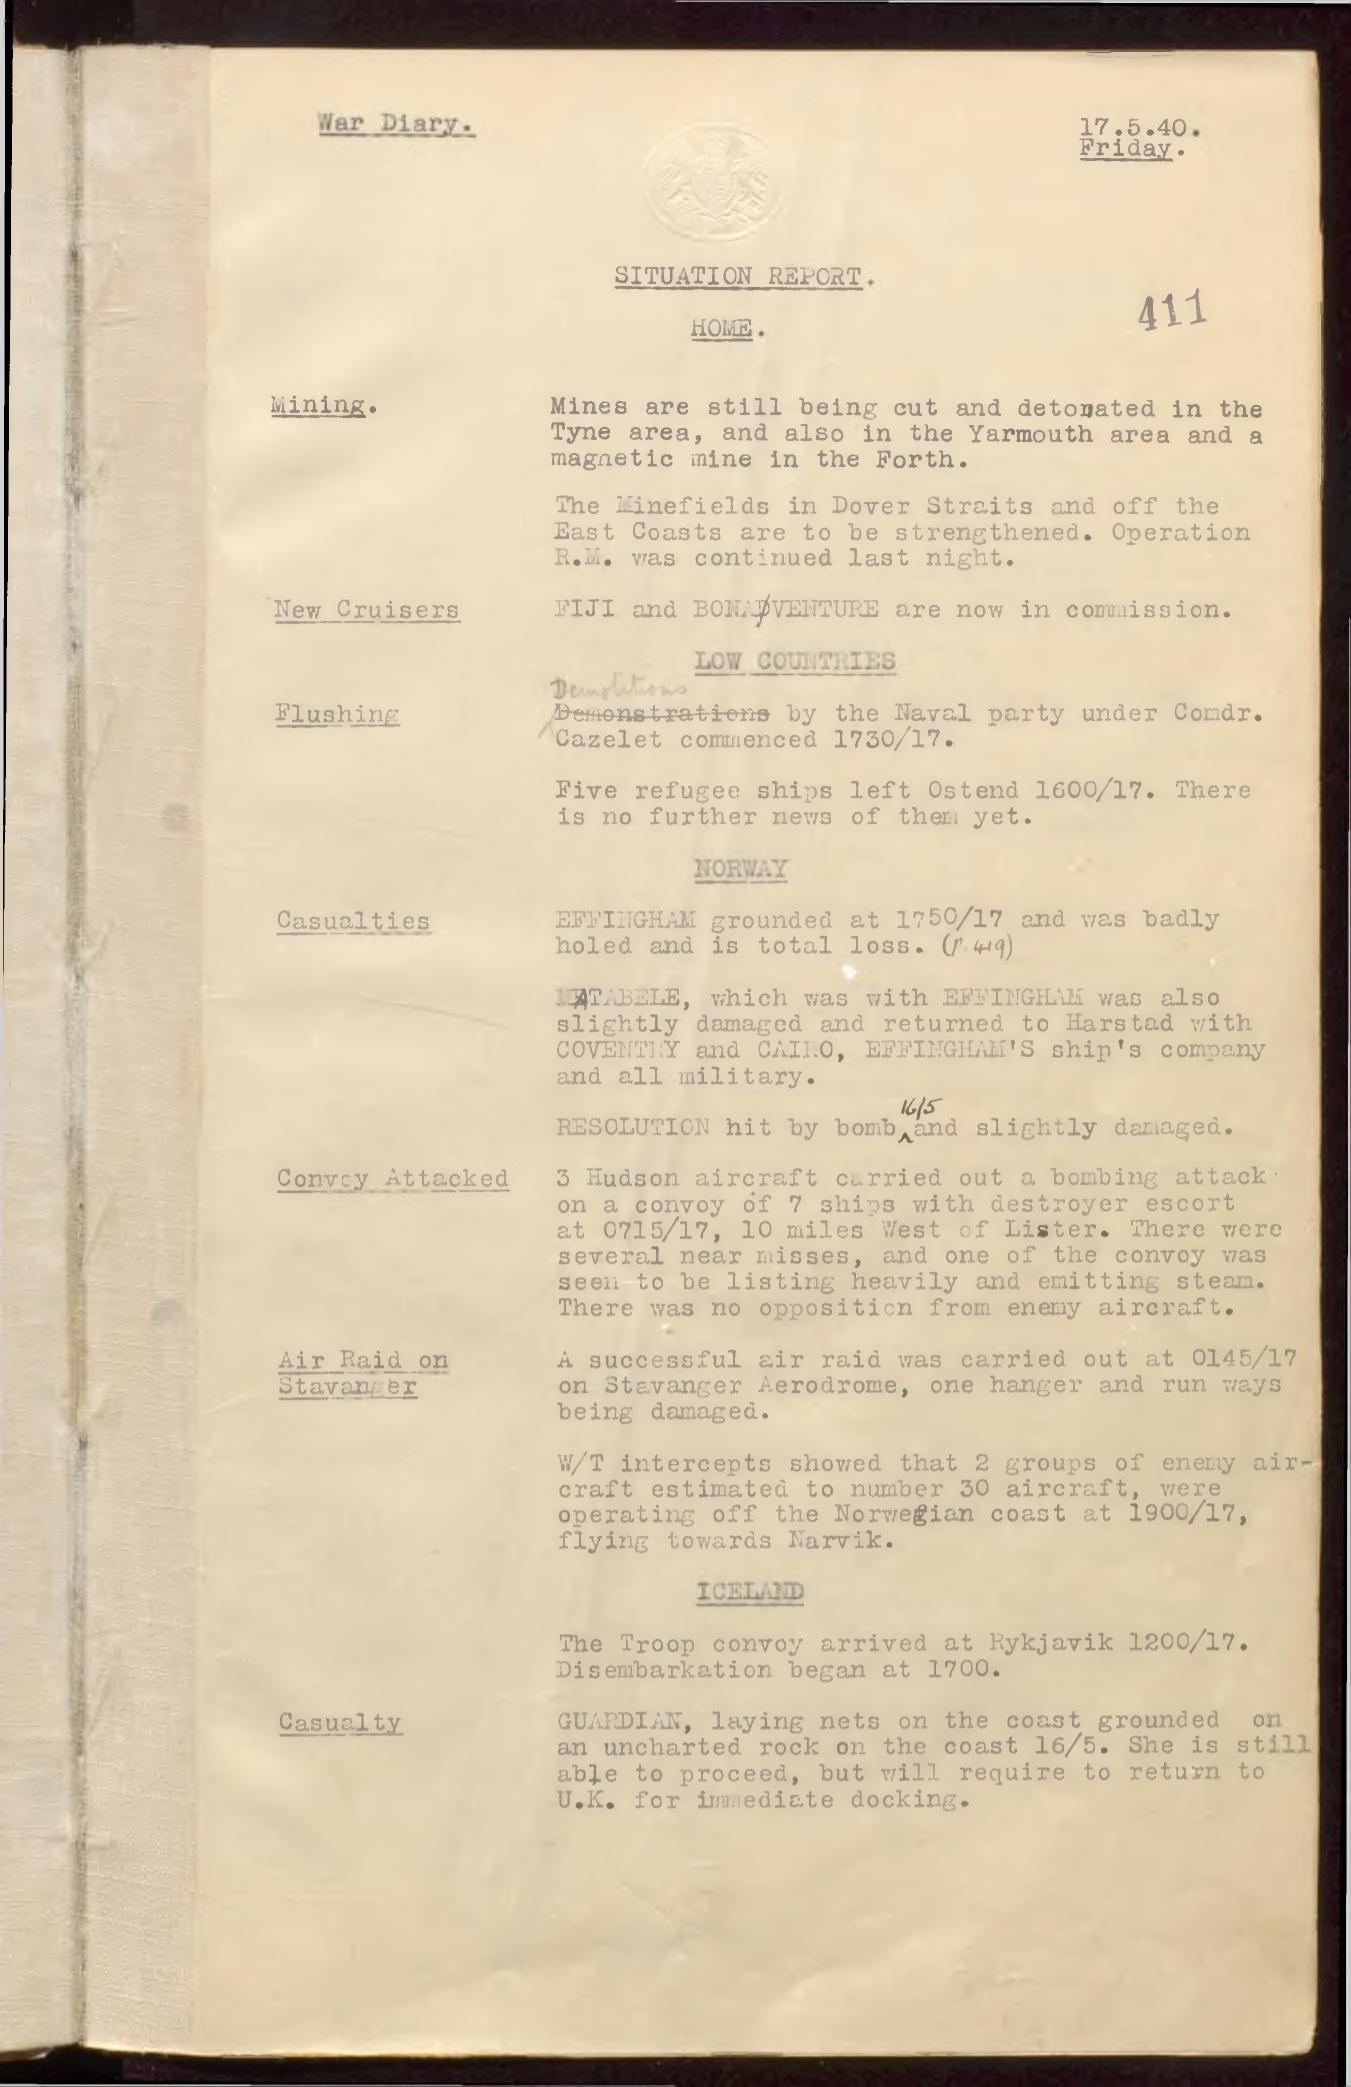 War Diary.
17.5.40.
Friday.
SITUATION REPORT.
411
HOME.
Mining.
Mines are still being cut and detonated in the
Tyne area, and also in the Yarmouth area and a
magnetic mine in the Forth.
The Minefields in Dover Straits and off the
East Coasts are to be strengthened. Operation
R.M. was continued last night.
New Cruisers
FIJI and BONAVENTURE are now in commission.
LOW COUNTRIES
Demolitions
Flushing
Demonstrations by the Naval party under Comdr.
Cazelet commenced 1730/17.
Five refugee ships left Ostend 1600/17. There
is no further news of them yet.
NORWAY
Casualties
EFFINGHAM grounded at 1750/17 and was badly
holed and is total loss. (P. 419)
MATABELE, which was with EFFINGHAM was also
slightly damaged and returned to Harstad with
COVENTRY and CAIRO, EFFINGHAM'S ship's company
and all military.
16/5
RESOLUTION hit by bomb and slightly damaged.
Convoy Attacked
3 Hudson aircraft carried out a bombing attack
on a convoy of 7 ships with destroyer escort
at 0715/17, 10 miles West of Lister. There were
several near misses, and one of the convoy was
seen to be listing heavily and emitting steam.
There was no opposition from enemy aircraft.
Air Raid on
Stavanger
A successful air raid was carried out at 0145/17
on Stavanger Aerodrome, one hanger and run ways
being damaged.
W/T intercepts showed that 2 groups of enemy air-
craft estimated to number 30 aircraft, were
operating off the Norwegian coast at 1900/17,
flying towards Narvik.
ICELAND
The Troop convoy arrived at Rykjavik 1200/17.
Disembarkation began at 1700.
Casualty
GUARDIAN, laying nets on the coast grounded on
an uncharted rock on the coast 16/5. She is still
able to proceed, but will require to return to
U.K. for immediate docking.